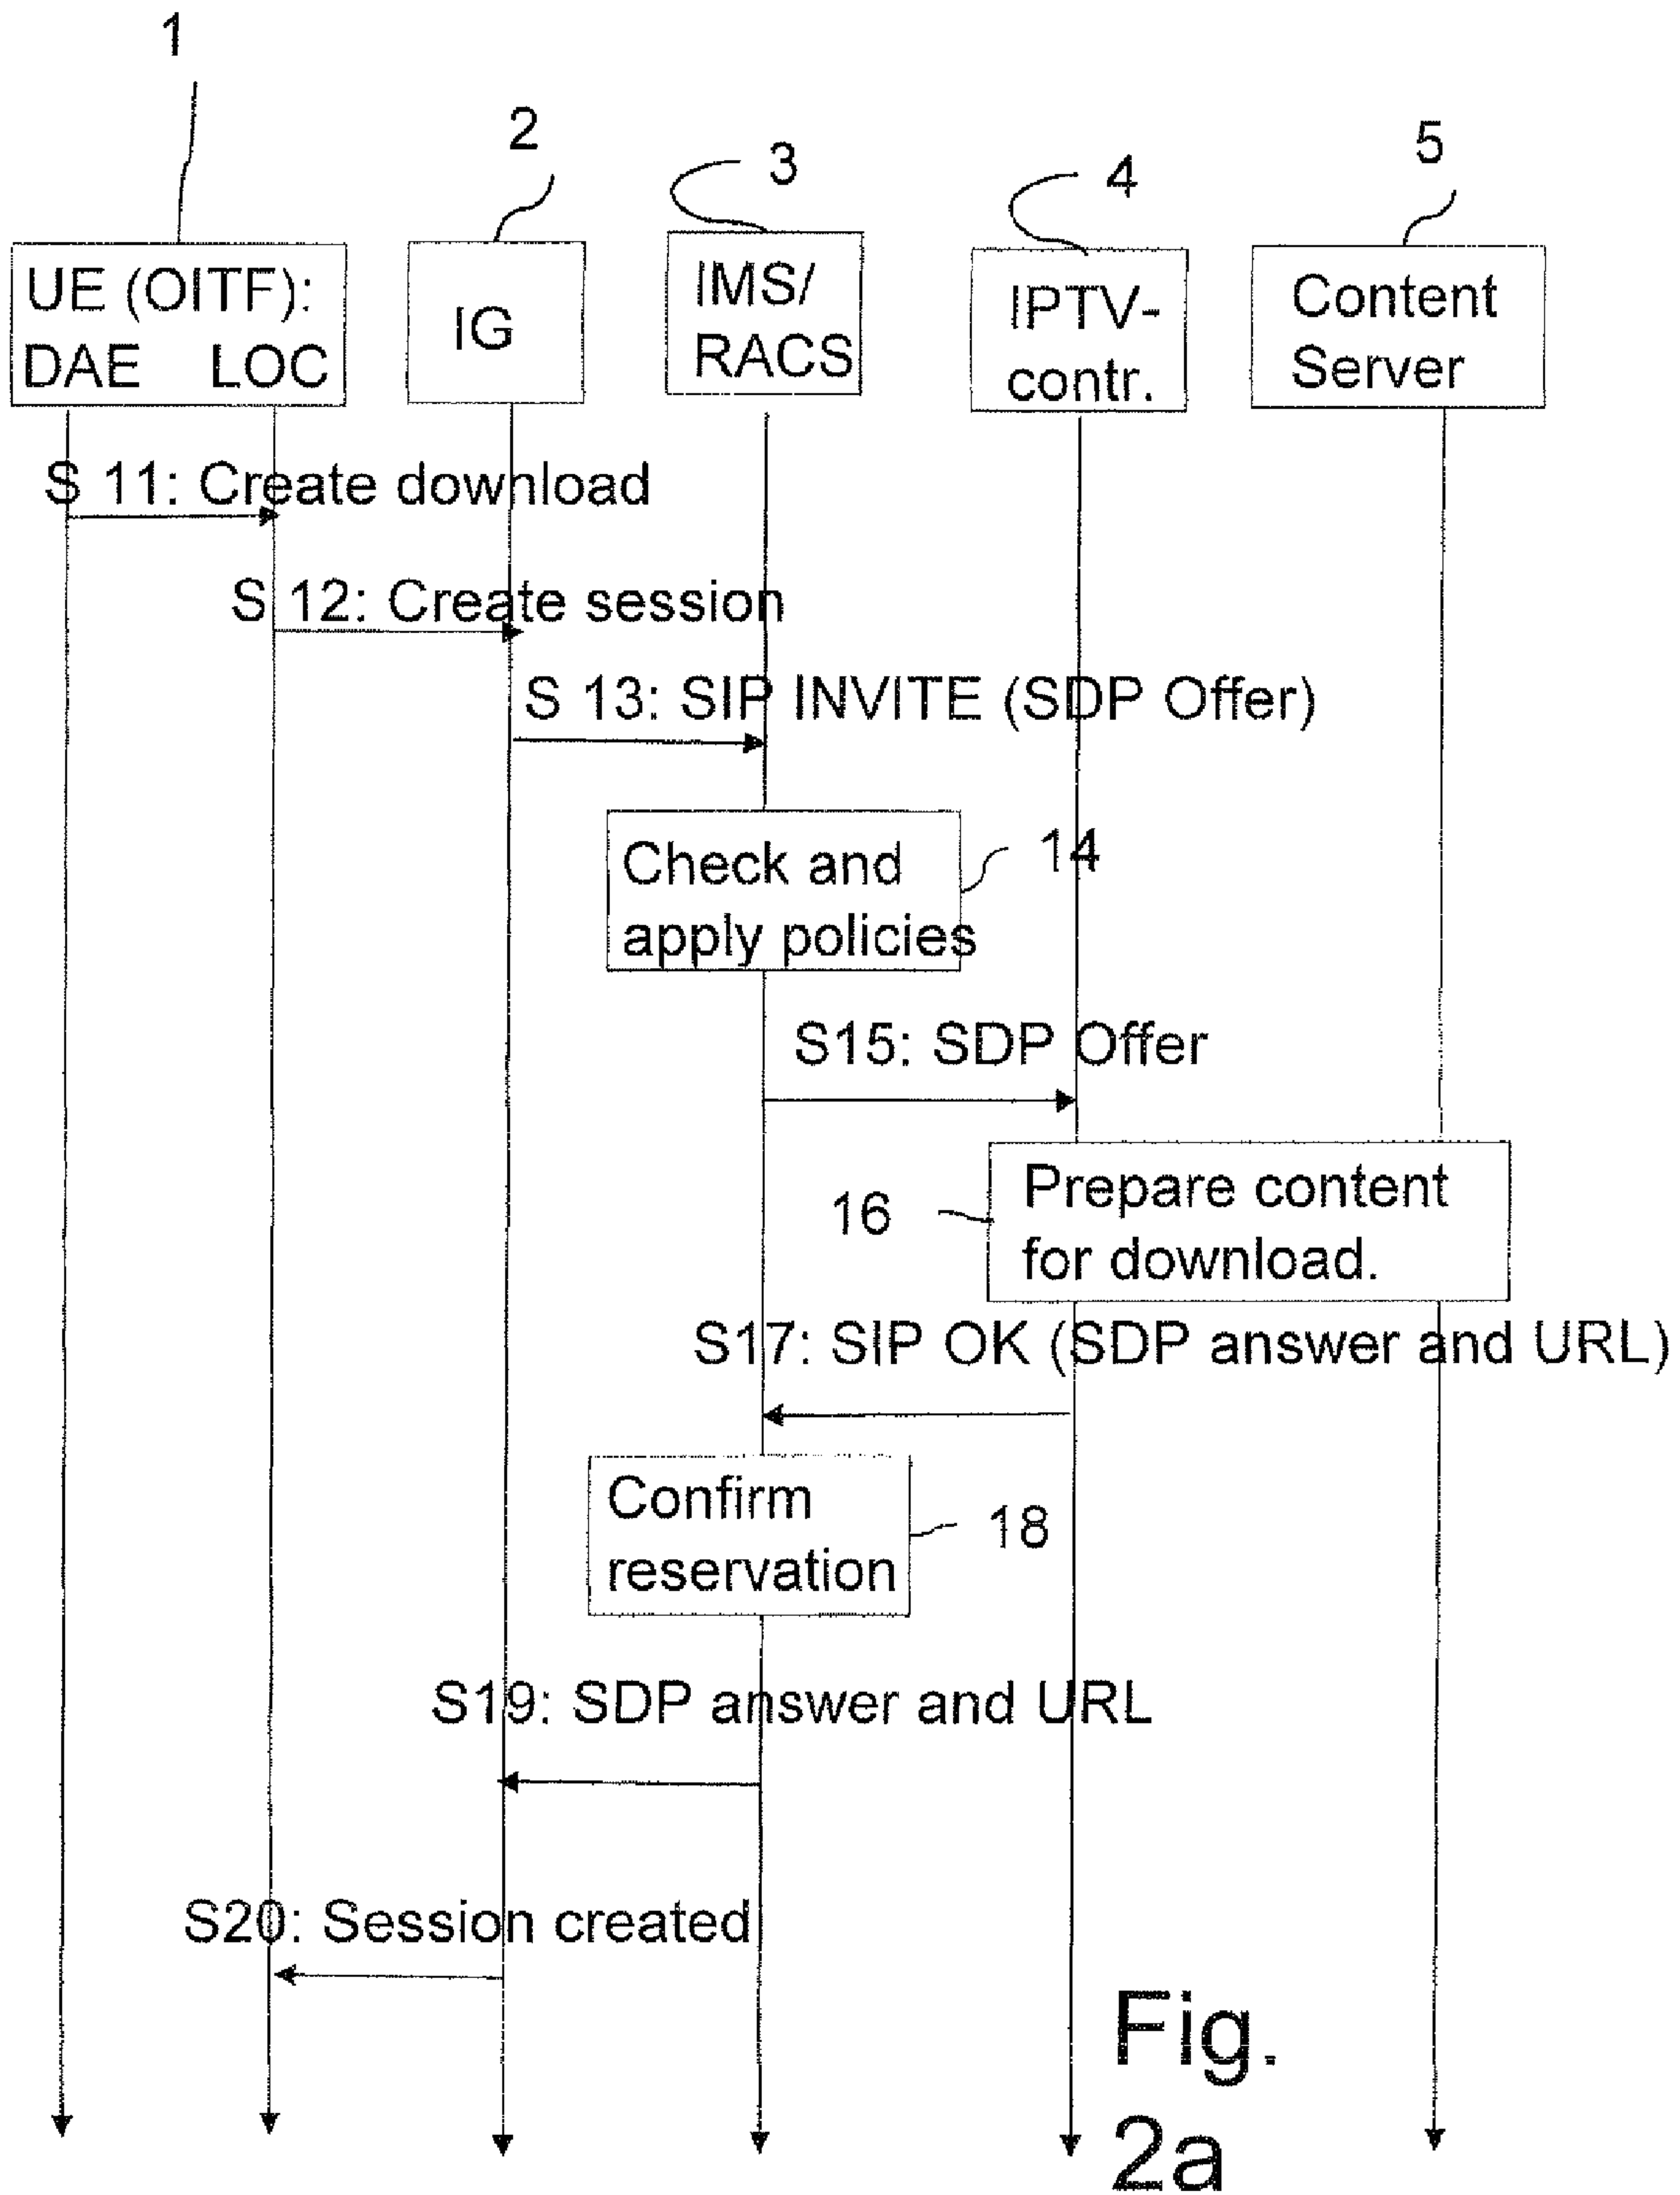 1
2
3
4
5
UE (OITF):
DAE LOC
IG
IMS/
RACS
IPTV-
contr.
Content
Server
S 11: Create download
S 12: Create session
S 13: SIP INVITE (SDP Offer)
Check and
apply policies
14
S15: SDP Offer
Prepare content
for download.
16
S17: SIP OK (SDP answer and URL)
Confirm
reservation
18
S19: SDP answer and URL
S20: Session created
Fig.
2a